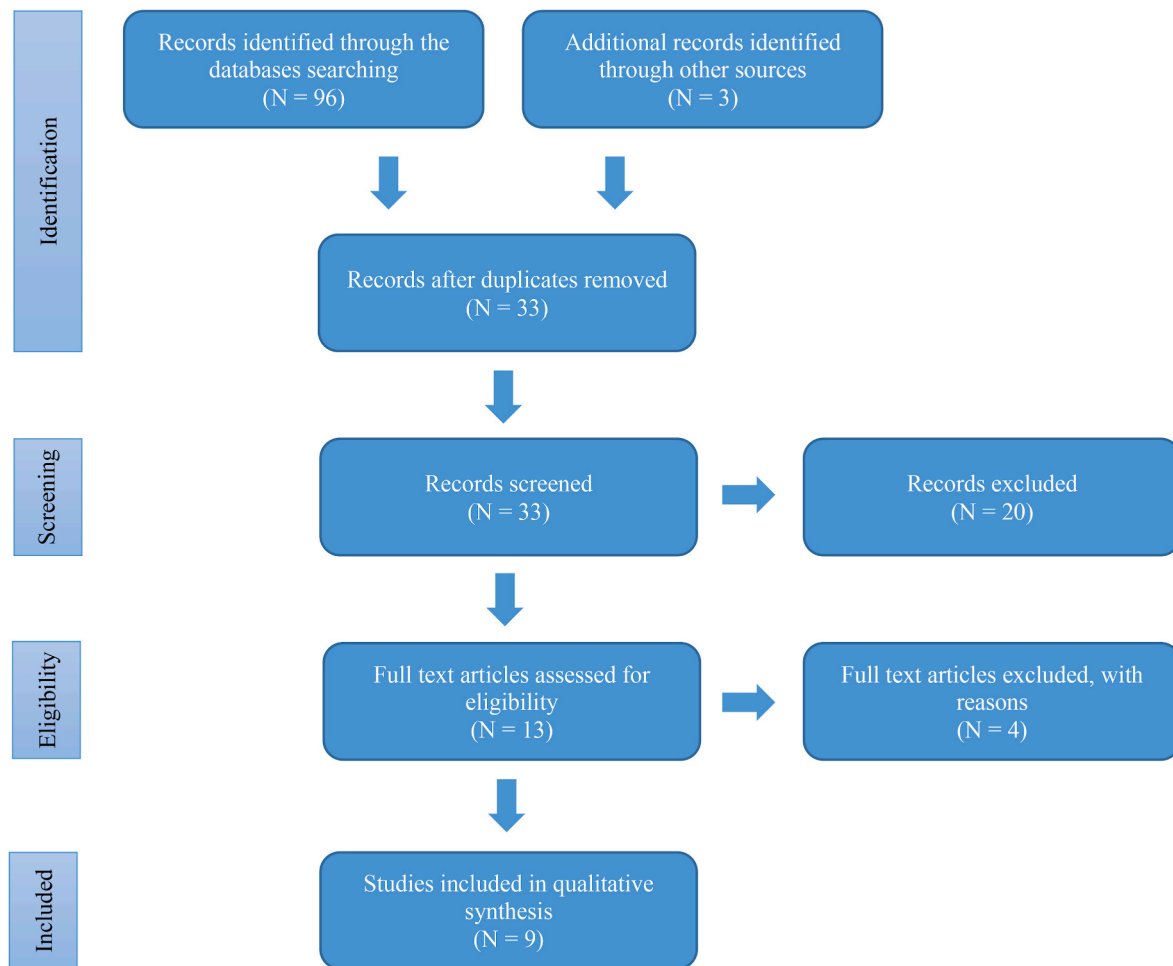 Identification
Records identified through the
databases searching
(N = 96)
Additional records identified
through other sources
(N = 3)
Records after duplicates removed
(N = 33)
Screening
Records screened
(N = 33)
Records excluded
(N = 20)
Eligibility
Full text articles assessed for
eligibility
(N = 13)
Full text articles excluded, with
reasons
(N = 4)
Included
Studies included in qualitative
synthesis
(N = 9)